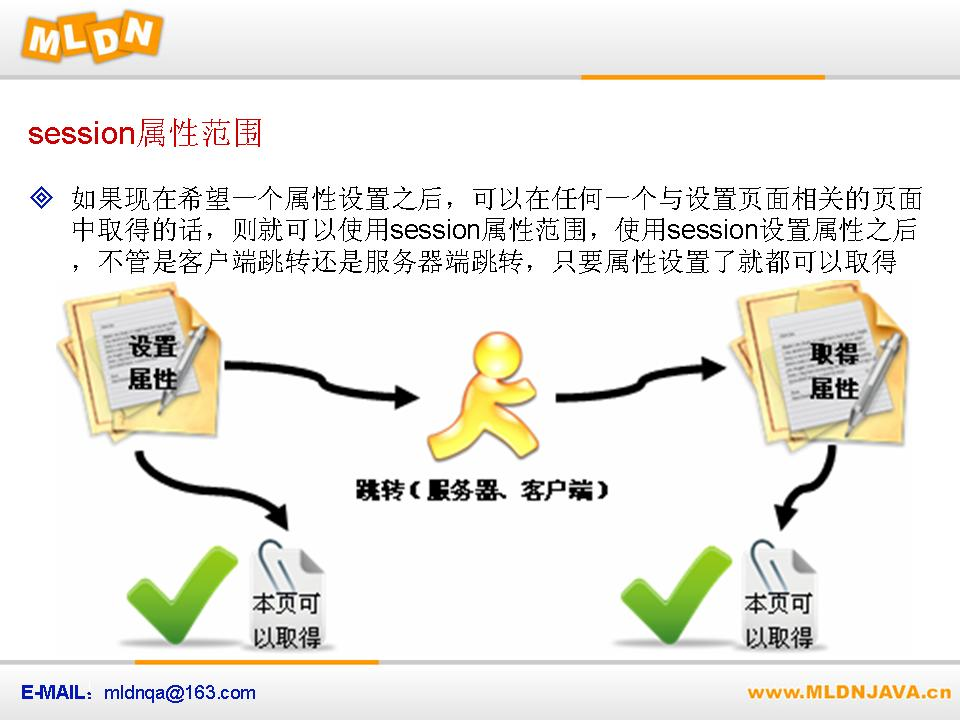 MLDN
session属性范围
如果现在希望一个属性设置之后，可以在任何一个与设置页面相关的页面
中取得的话，则就可以使用session属性范围，使用session设置属性之后
，不管是客户端跳转还是服务器端跳转，只要属性设置了就都可以取得
设置
属性
取得
属性
跳转（服务器、客户端）
本页可
以取得
本页可
以取得
E-MAIL：mldnqa@163.com
www.MLDNJAVA.cn